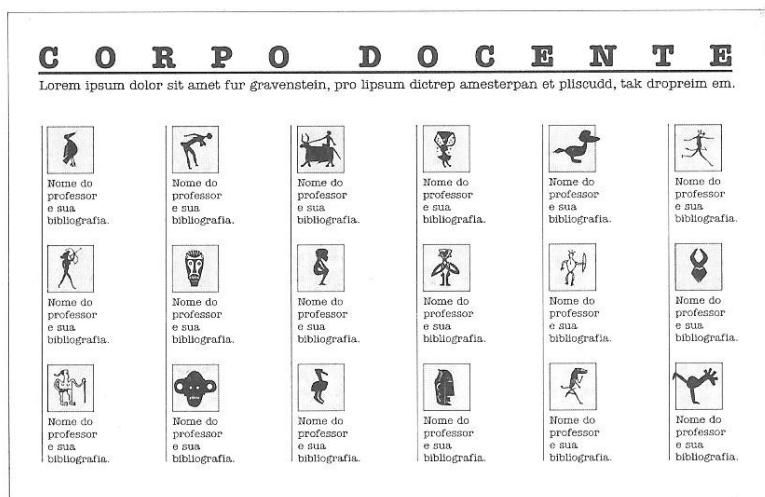 CORPO DOCENTE
Lorem ipsum dolor sit amet fur gravenstein, pro lipsum dictrep amesterpan et pliscudd, tak dropreim em.
Nome do
professor
e sua
bibliografia.
Nome do
professor
e sua
bibliografia.
Nome do
professor
e sua
bibliografia.
Nome do
professor
e sua
bibliografia.
Nome do
professor
e sua
bibliografia.
Nome do
professor
e sua
bibliografia.
Nome do
professor
e sua
bibliografia.
Nome do
professor
e sua
bibliografia.
Nome do
professor
e sua
bibliografia.
Nome do
professor
e sua
bibliografia.
Nome do
professor
e sua
bibliografia.
Nome do
professor
e sua
bibliografia.
Nome do
professor
e sua
bibliografia.
Nome do
professor
e sua
bibliografia.
Nome do
professor
e sua
bibliografia.
Nome do
professor
e sua
bibliografia.
Nome do
professor
e sua
bibliografia.
Nome do
professor
e sua
bibliografia.